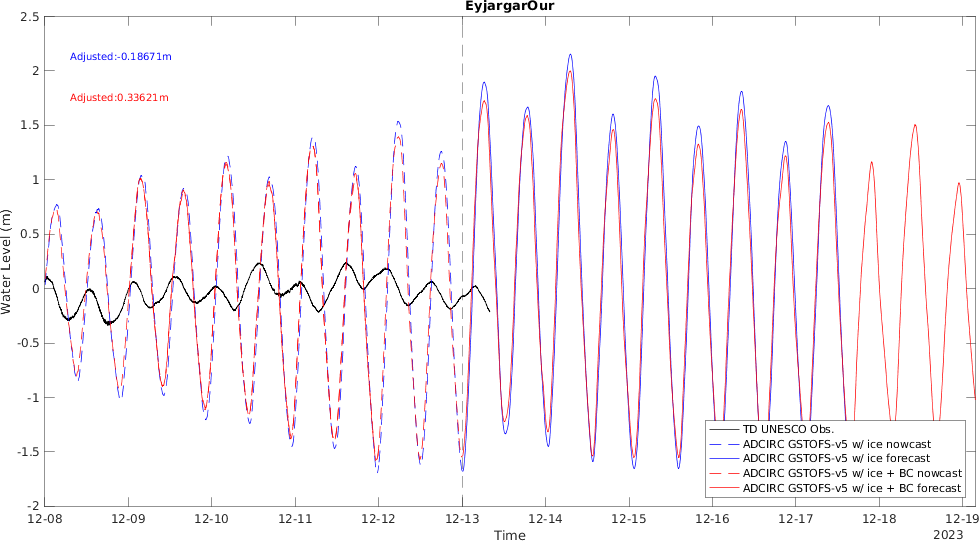 EyjargarOur
2.5
2
1.5
1
0.5
0
-0.5
-1
-1.5
-2
Water Level (m)
Adjusted:-0.18671m
Adjusted:0.33621m
TD UNESCO Obs.
ADCIRC GSTOFS-v5 w/ ice nowcast
ADCIRC GSTOFS-v5 w/ ice forecast
ADCIRC GSTOFS-v5 w/ ice + BC nowcast
ADCIRC GSTOFS-v5 w/ ice + BC forecast
12-08 12-09 12-10 12-11 12-12 12-13 12-14 12-15 12-16 12-17 12-18 12-19
Time
2023